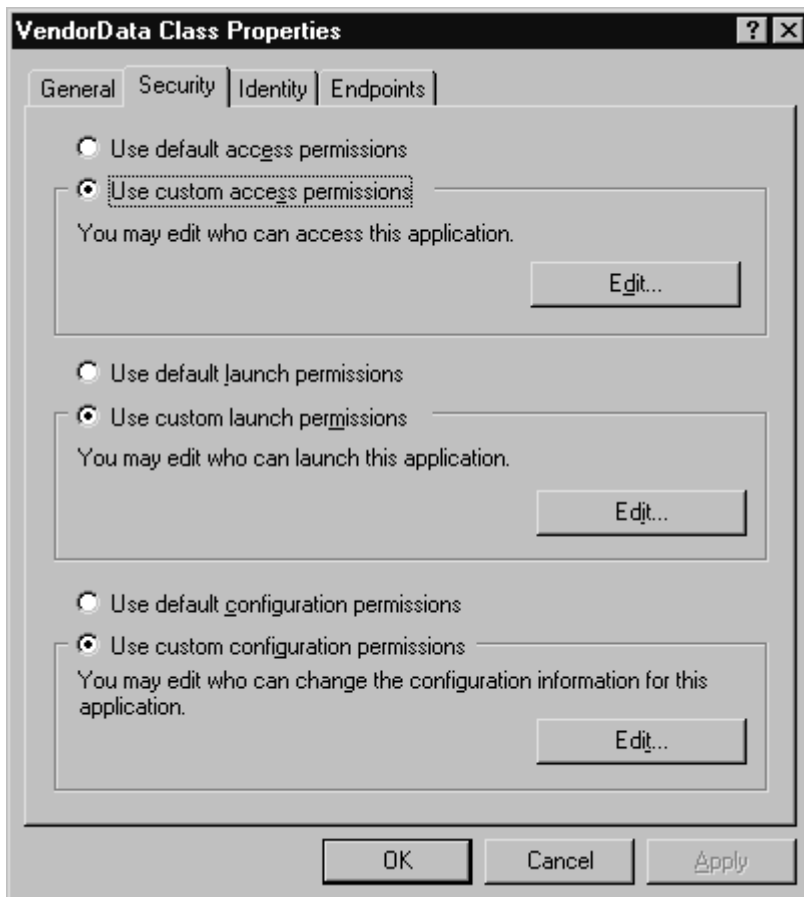 VendorData Class Properties ? X
General Security Identity Endpoints
Use default access permissions
Use custom access permissions
You may edit who can access this application.
Edit...
Use default launch permissions
Use custom launch permissions
You may edit who can launch this application.
Edit...
Use default configuration permissions
Use custom configuration permissions
You may edit who can change the configuration information for this
application.
Edit...
OK Cancel Apply